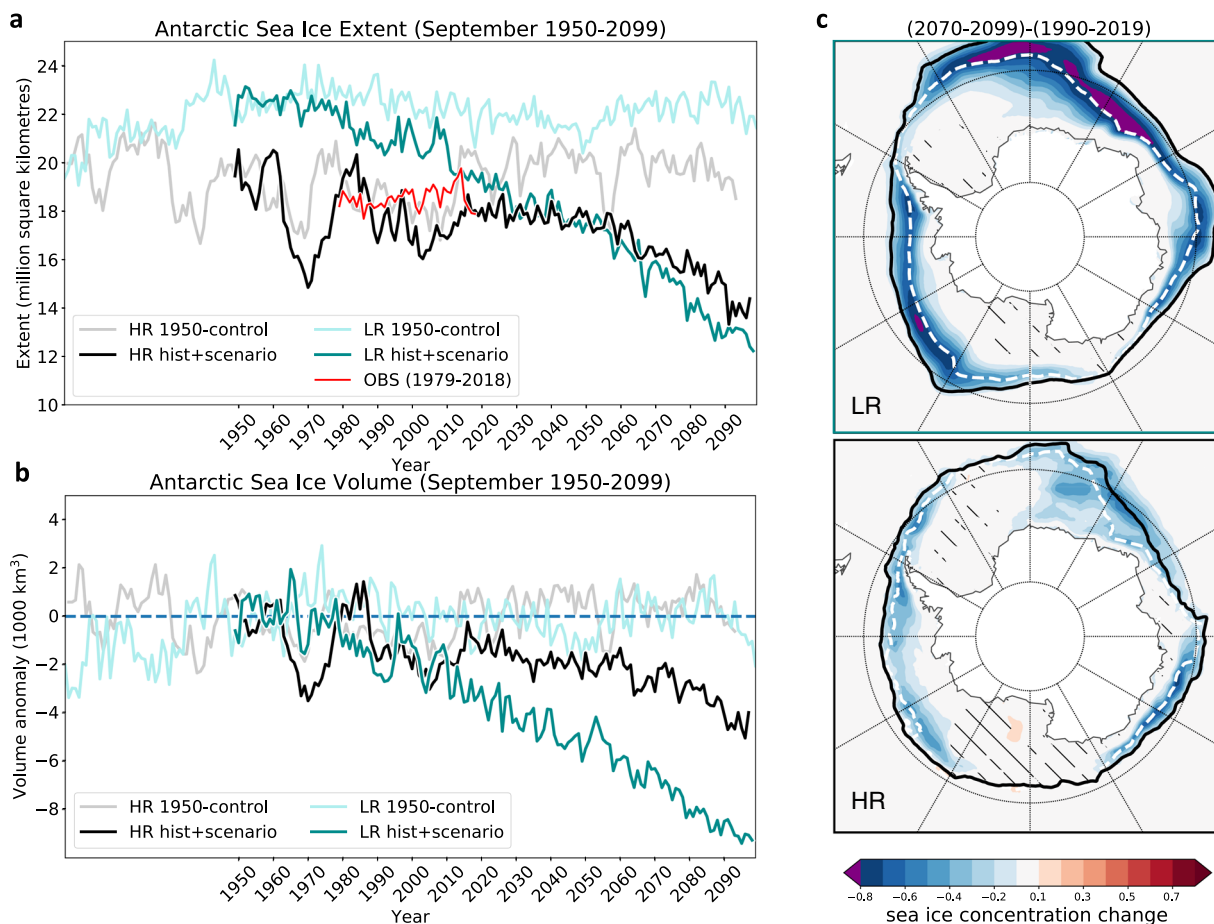 a
Antarctic Sea Ice Extent (September 1950-2099)
Extent (million square kilometres)
24
22
20
18
16
14
12
10
HR 1950-control
HR hist+scenario
LR 1950-control
LR hist+scenario
OBS (1979-2018)
1950
1960
1970
1980
1990
2000
2010
2020
2030
2040
2050
2060
2070
2080
2090
Year
b
Antarctic Sea Ice Volume (September 1950-2099)
Volume anomaly (1000 km³)
4
2
0
−2
−4
−6
−8
HR 1950-control
HR hist+scenario
LR 1950-control
LR hist+scenario
1950
1960
1970
1980
1990
2000
2010
2020
2030
2040
2050
2060
2070
2080
2090
Year
c
(2070-2099)-(1990-2019)
LR
HR
−0.8 −0.6 −0.4 −0.2 0.1 0.3 0.5 0.7
sea ice concentration change